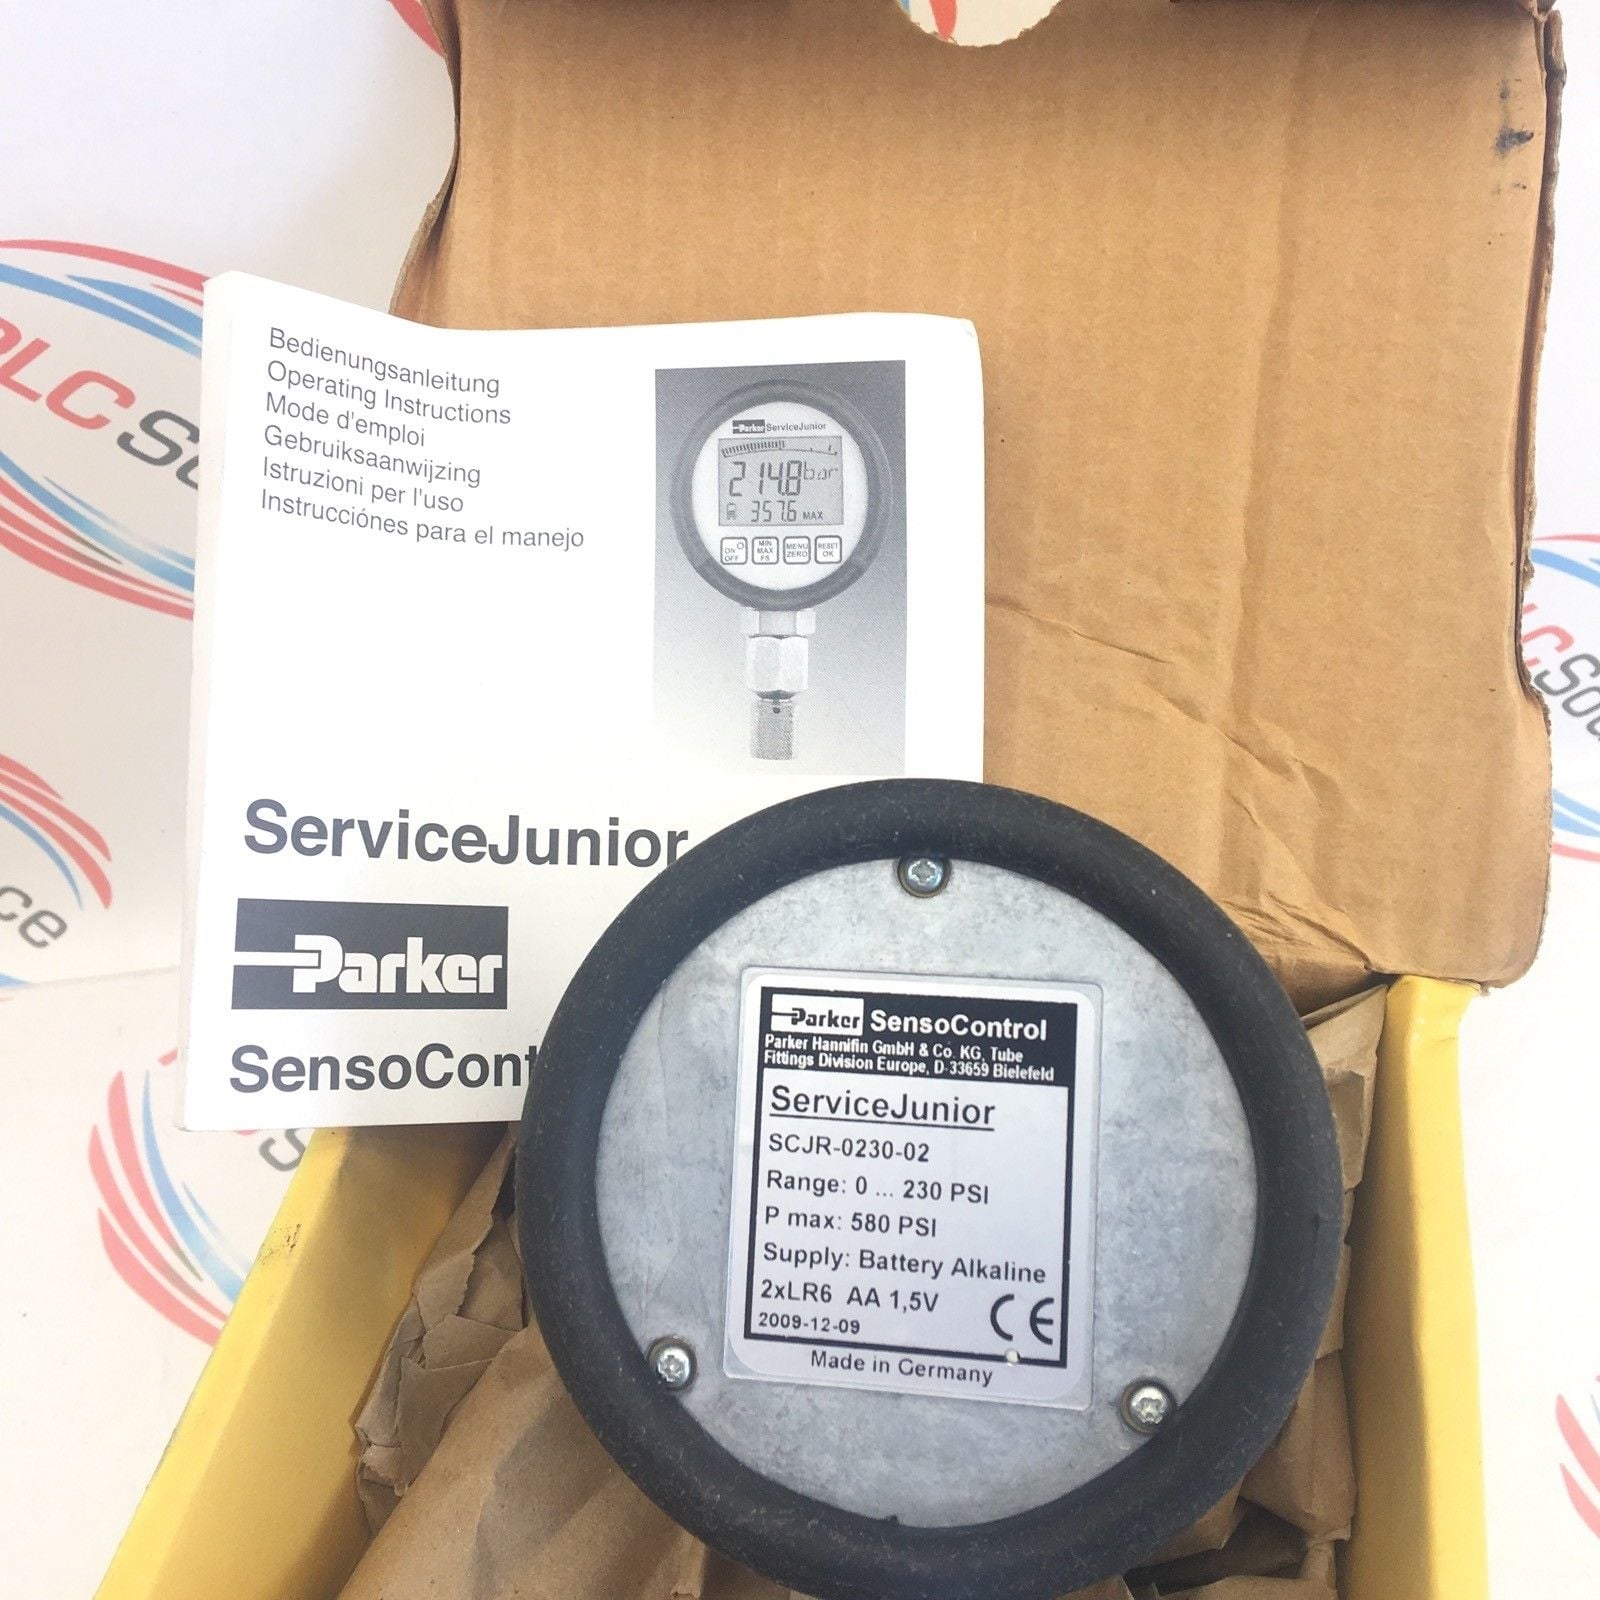 Bedienungsanleitung
Operating Instructions
Mode d'emploi
Gebruiksaanwijzing
Istruzioni per l'uso
Instrucciónes para el manejo
Parker ServiceJunior
214.8 bar
357.6 MAX
ON OFF
MIN MAX FS
MENU ZERO
RESET OK
ServiceJunior
Parker
SensoCont
Parker SensoControl
Parker Hannifin GmbH & Co. KG, Tube
Fittings Division Europe, D-33659 Bielefeld
ServiceJunior
SCJR-0230-02
Range: 0 ... 230 PSI
P max: 580 PSI
Supply: Battery Alkaline
2xLR6 AA 1,5V
CE
2009-12-09
Made in Germany